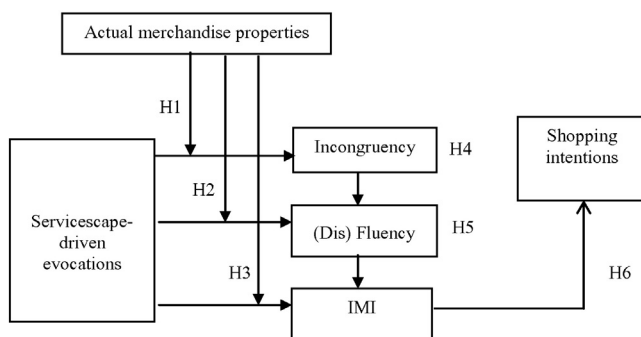 Actual merchandise properties
H1
Incongruency
H4
Shopping
intentions
H2
Servicescape-
driven
evocations
(Dis) Fluency
H5
H3
H6
IMI